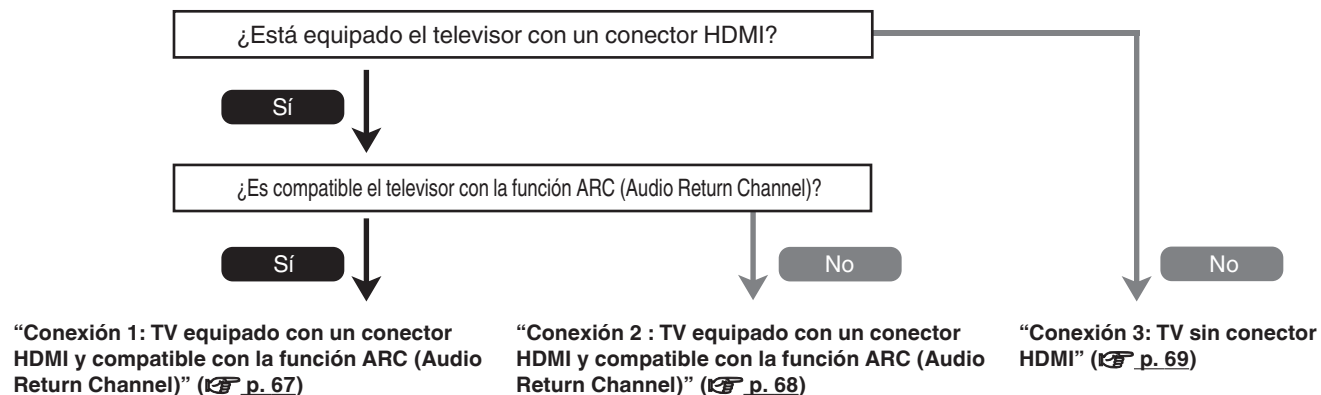 ¿Está equipado el televisor con un conector HDMI?
Sí
¿Es compatible el televisor con la función ARC (Audio Return Channel)?
Sí
No
No
“Conexión 1: TV equipado con un conector
HDMI y compatible con la función ARC (Audio
Return Channel)” (☞ p. 67)
“Conexión 2 : TV equipado con un conector
HDMI y compatible con la función ARC (Audio
Return Channel)” (☞ p. 68)
“Conexión 3: TV sin conector
HDMI” (☞ p. 69)